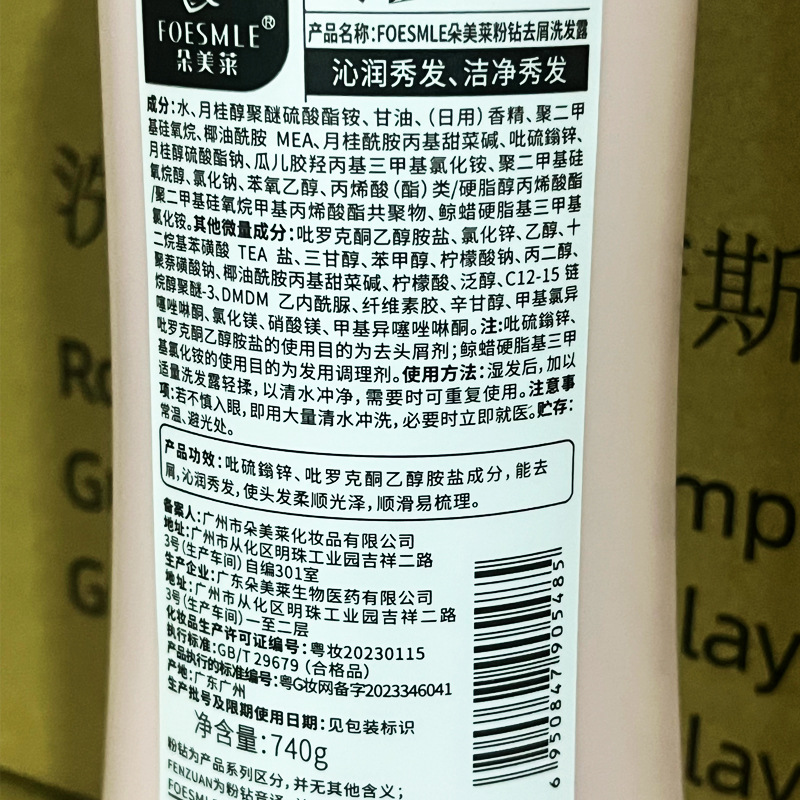 FOESMLE®
朵美莱
产品名称:FOESMLE朵美莱粉钻去屑洗发露
沁润秀发、洁净秀发
成分:水、月桂醇聚醚硫酸酯铵、甘油、(日用)香精、聚二甲
基硅氧烷、椰油酰胺 MEA、月桂酰胺丙基甜菜碱、吡硫鎓锌、
月桂醇硫酸酯钠、瓜儿胶羟丙基三甲基氯化铵、聚二甲基硅
氧烷醇、氯化钠、苯氧乙醇、丙烯酸(酯)类/硬脂醇丙烯酸酯
/聚二甲基硅氧烷甲基丙烯酸酯共聚物、鲸蜡硬脂基三甲基
氯化铵。其他微量成分:吡罗克酮乙醇胺盐、氯化锌、乙醇、十
二烷基苯磺酸 TEA 盐、三甘醇、苯甲醇、柠檬酸钠、丙二醇、
聚萘磺酸钠、椰油酰胺丙基甜菜碱、柠檬酸、泛醇、C12-15 链
烷醇聚醚-3、DMDM 乙内酰脲、纤维素胶、辛甘醇、甲基氯异
噻唑啉酮、氯化镁、硝酸镁、甲基异噻唑啉酮。注:吡硫鎓锌、
吡罗克酮乙醇胺盐的使用目的为去头屑剂;鲸蜡硬脂基三甲
基氯化铵的使用目的为发用调理剂。使用方法:湿发后,加以
适量洗发露轻揉,以清水冲净,需要时可重复使用。注意事
项:若不慎入眼,即用大量清水冲洗,必要时立即就医。贮存:
常温、避光处。
产品功效:吡硫鎓锌、吡罗克酮乙醇胺盐成分,能去
屑,沁润秀发,使头发柔顺光泽,顺滑易梳理。
备案人:广州市朵美莱化妆品有限公司
地址:广州市从化区明珠工业园吉祥二路
3号(生产车间)自编301室
生产企业:广东朵美莱生物医药有限公司
地址:广州市从化区明珠工业园吉祥二路
3号(生产车间)一至二层
化妆品生产许可证编号:粤妆20230115
执行标准:GB/T 29679 (合格品)
产品执行的标准编号:粤G妆网备字2023346041
产地:广东广州
生产批号及限期使用日期:见包装标识
净含量:740g
粉钻为产品系列区分,并无其他含义;
6 950847 905485
洗
斯
mp
lay
lay